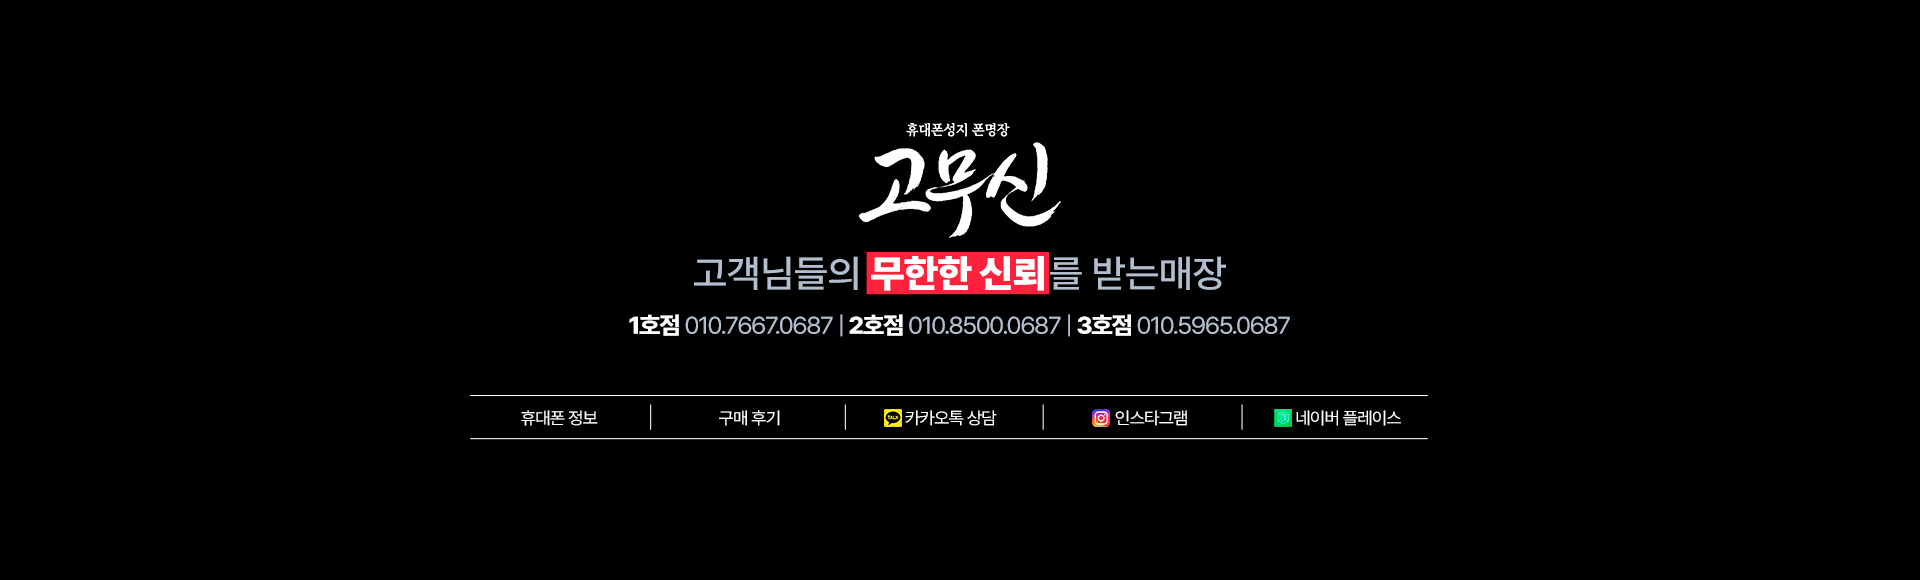 휴대폰성지 폰명장
고무신
고객님들의 무한한 신뢰를 받는매장
1호점 010.7667.0687 | 2호점 010.8500.0687 | 3호점 010.5965.0687
휴대폰 정보 | 구매 후기 | TALK 카카오톡 상담 | 인스타그램 | 네이버 플레이스